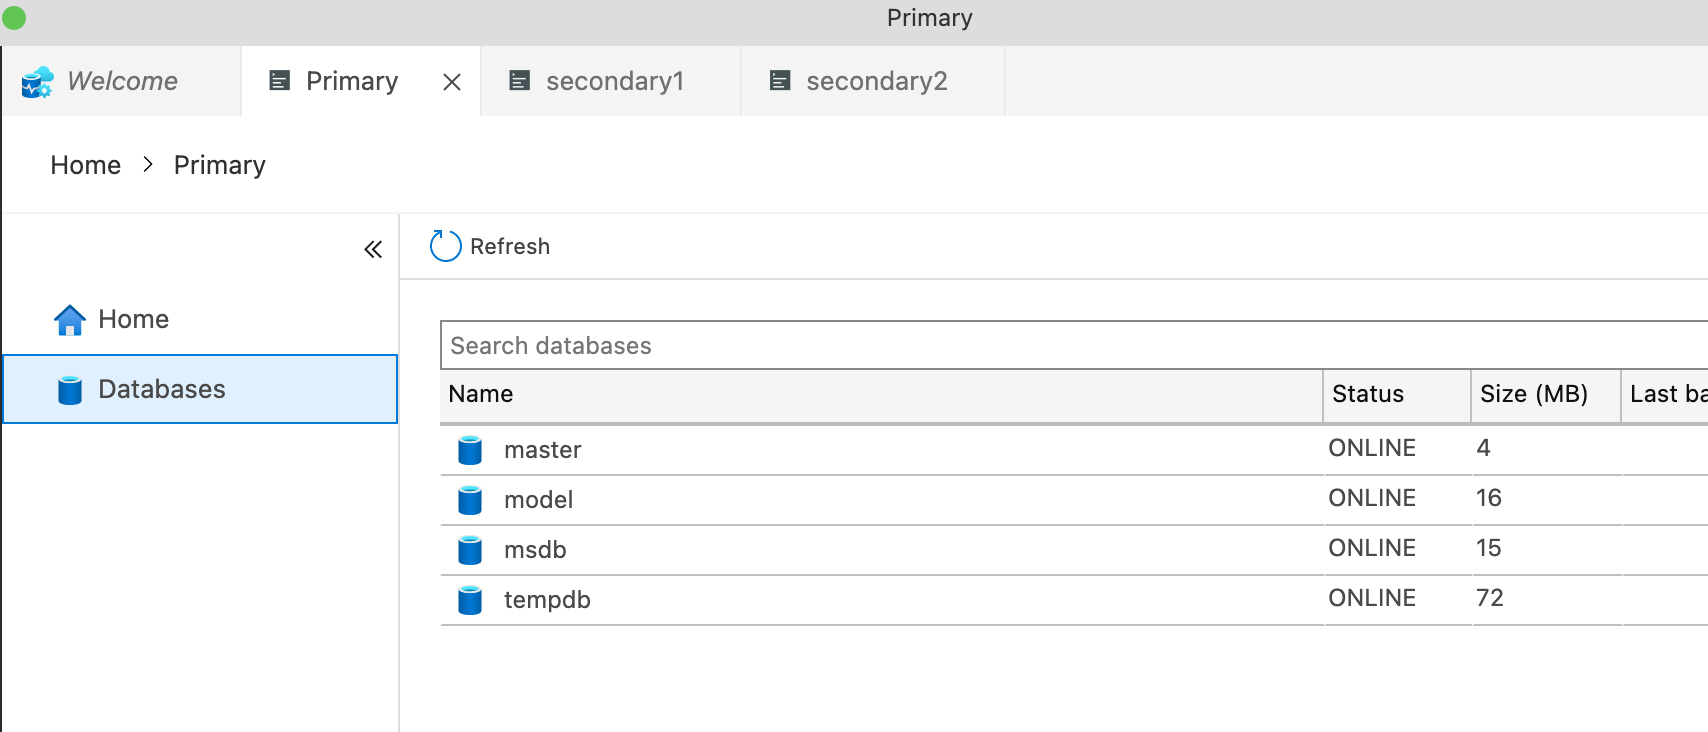 Primary
Welcome Primary secondary1 secondary2
Home > Primary
Refresh
Home
Databases
Search databases
Name Status Size (MB) Last
master ONLINE 4
model ONLINE 16
msdb ONLINE 15
tempdb ONLINE 72